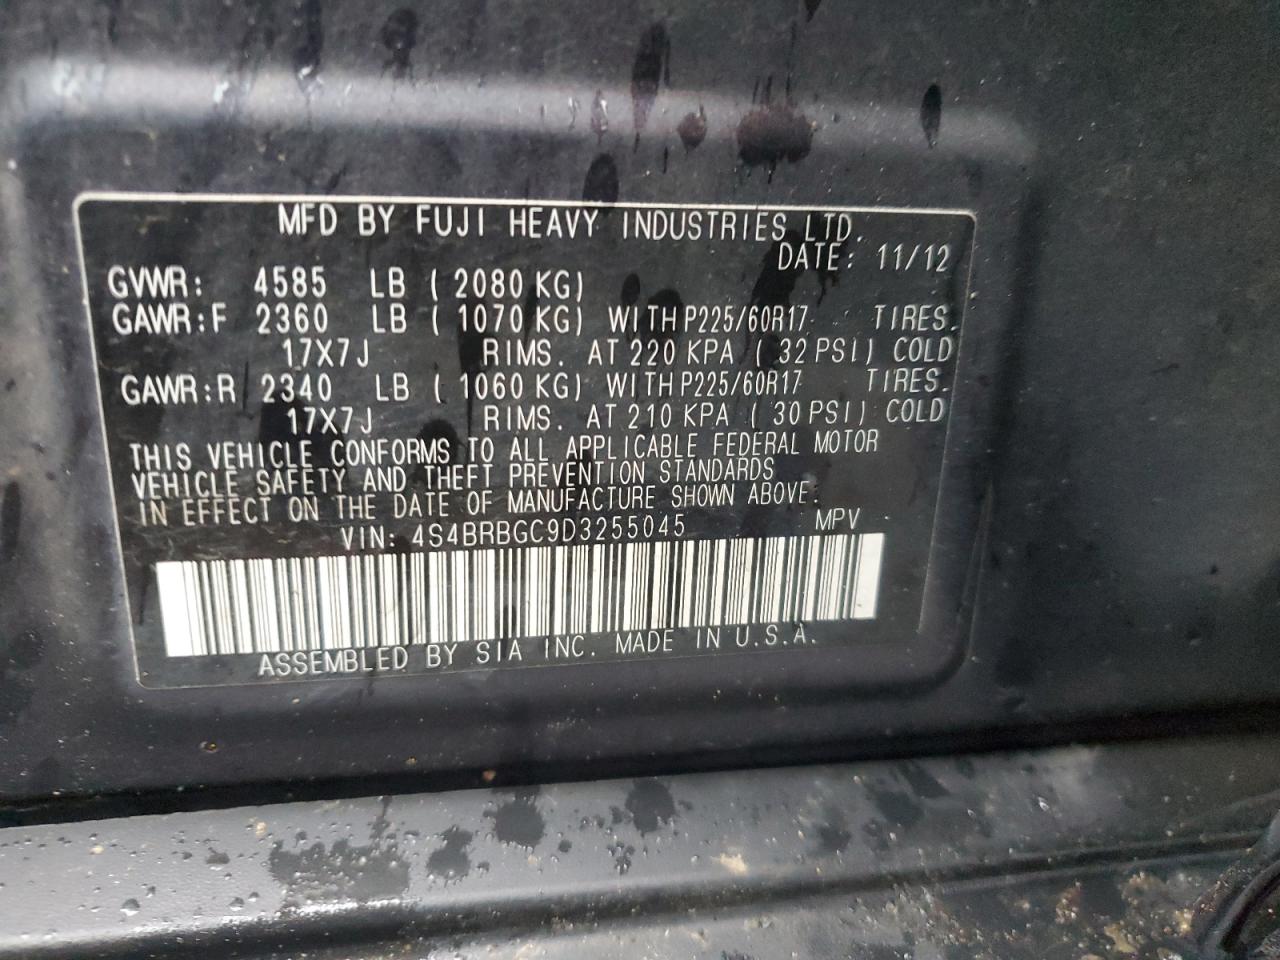 MFD BY FUJI HEAVY INDUSTRIES LTD.
DATE: 11/12
GVWR: 4585 LB ( 2080 KG)
GAWR:F 2360 LB ( 1070 KG) WITH P225/60R17 TIRES.
17X7J RIMS. AT 220 KPA ( 32 PSI) COLD
GAWR:R 2340 LB ( 1060 KG) WITH P225/60R17 TIRES.
17X7J RIMS. AT 210 KPA ( 30 PSI) COLD
THIS VEHICLE CONFORMS TO ALL APPLICABLE FEDERAL MOTOR
VEHICLE SAFETY AND THEFT PREVENTION STANDARDS
IN EFFECT ON THE DATE OF MANUFACTURE SHOWN ABOVE:
VIN: 4S4BRBGC9D3255045 MPV
ASSEMBLED BY SIA INC. MADE IN U.S.A.